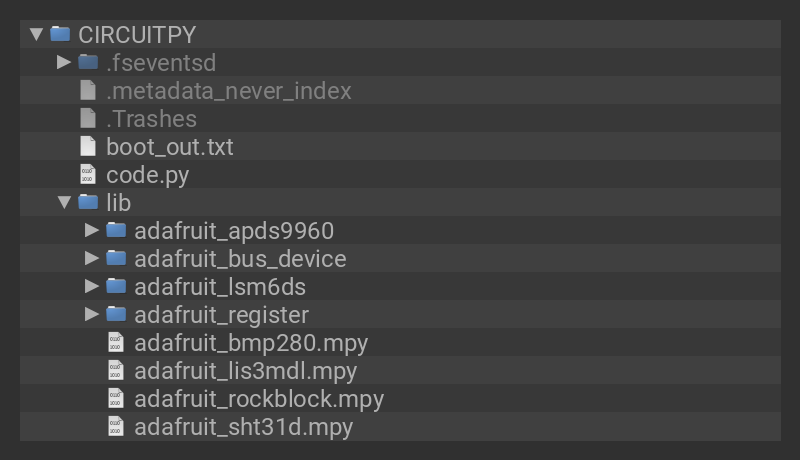 CIRCUITPY
.fseventsd
.metadata_never_index
.Trashes
boot_out.txt
code.py
lib
adafruit_apds9960
adafruit_bus_device
adafruit_lsm6ds
adafruit_register
adafruit_bmp280.mpy
adafruit_lis3mdl.mpy
adafruit_rockblock.mpy
adafruit_sht31d.mpy